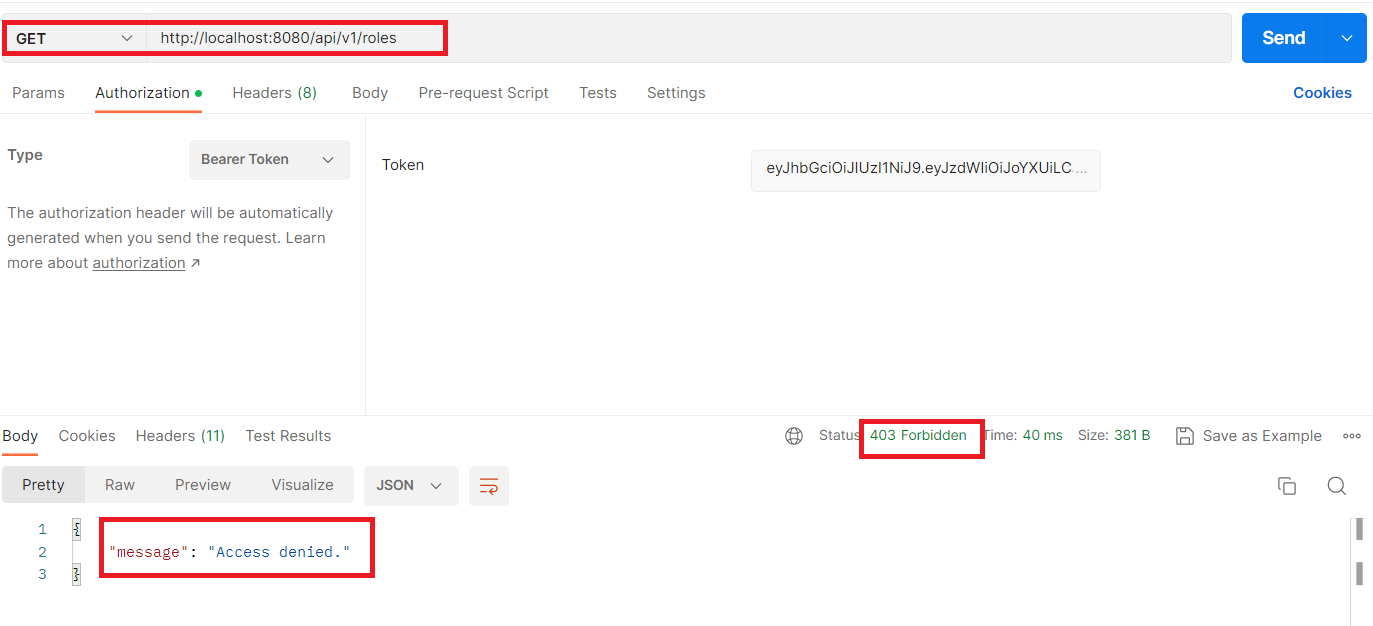 GET http://localhost:8080/api/v1/roles Send
Params Authorization Headers (8) Body Pre-request Script Tests Settings Cookies
Type Bearer Token
Token eyJhbGciOiJIUzI1NiJ9.eyJzdWIiOiJoYXUiLC...
The authorization header will be automatically
generated when you send the request. Learn
more about authorization ↗
Body Cookies Headers (11) Test Results Status: 403 Forbidden Time: 40 ms Size: 381 B Save as Example
Pretty Raw Preview Visualize JSON
1 {
2 "message": "Access denied."
3 }